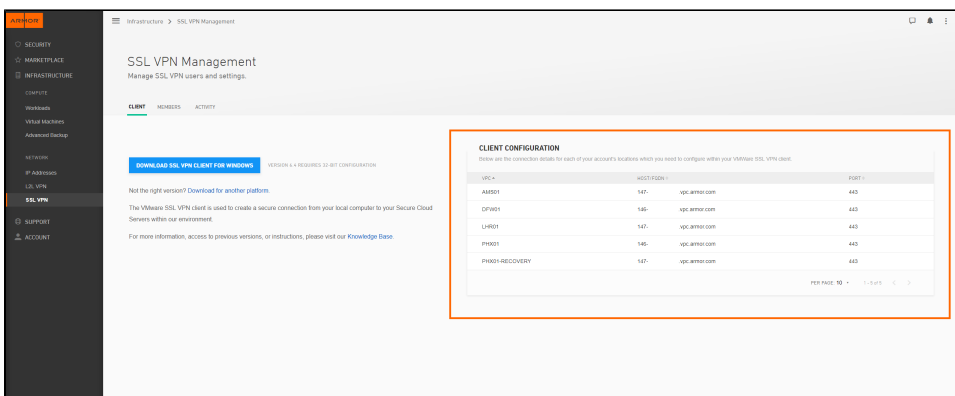 ARMOR
Infrastructure > SSL VPN Management
SECURITY
MARKETPLACE
INFRASTRUCTURE
COMPUTE
Workloads
Virtual Machines
Advanced Backup
NETWORK
IP Addresses
L2L VPN
SSL VPN
SUPPORT
ACCOUNT
SSL VPN Management
Manage SSL VPN users and settings.
CLIENT MEMBERS ACTIVITY
DOWNLOAD SSL VPN CLIENT FOR WINDOWS VERSION 6.4 REQUIRES 32-BIT CONFIGURATION
Not the right version? Download for another platform.
The VMware SSL VPN client is used to create a secure connection from your local computer to your Secure Cloud
Servers within our environment.
For more information, access to previous versions, or instructions, please visit our Knowledge Base.
CLIENT CONFIGURATION
Below are the connection details for each of your account's locations which you need to configure within your VMWare SSL VPN client.
VPC HOST/FQDN PORT
AMS01 147- .vpc.armor.com 443
DFW01 146- .vpc.armor.com 443
LHR01 147- .vpc.armor.com 443
PHX01 146- .vpc.armor.com 443
PHX01-RECOVERY 147- .vpc.armor.com 443
PER PAGE: 10 1 - 5 of 5